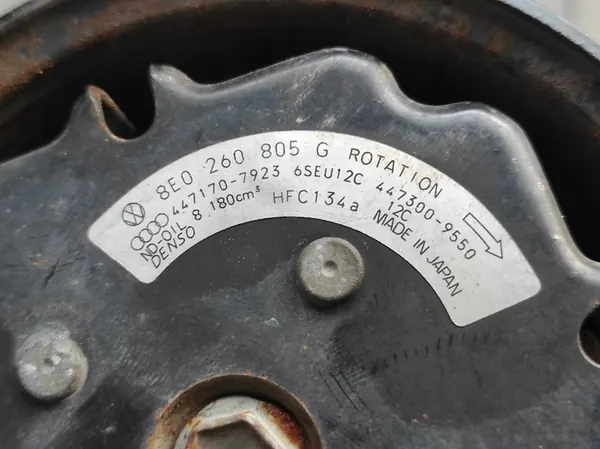 8E0 260 805 G ROTATION
447170-7923 6SEU12C 447300-9550
ND-OIL 8 180cm³ HFC134a 12C
DENSO MADE IN JAPAN